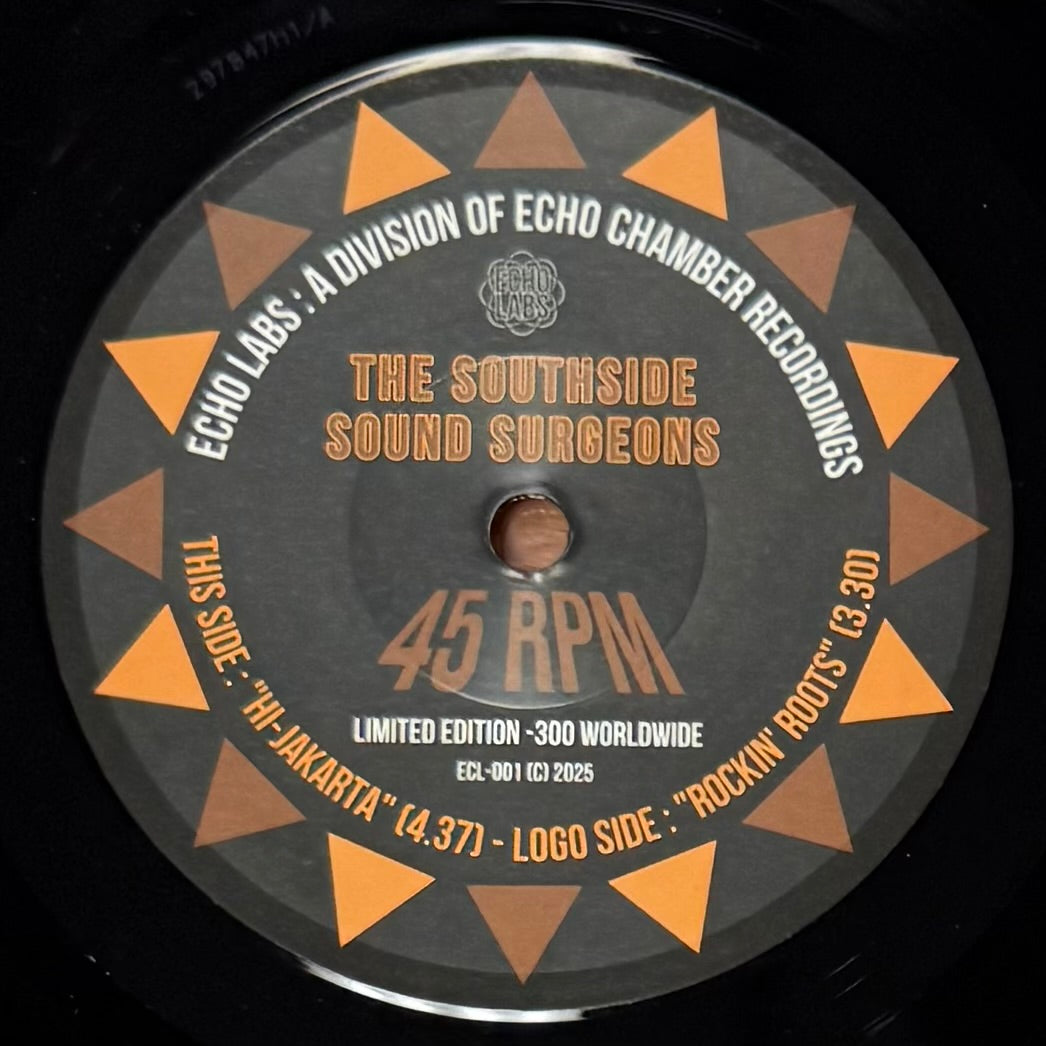 297847H1/A
ECHO LABS : A DIVISION OF ECHO CHAMBER RECORDINGS
ECHO
LABS
THE SOUTHSIDE
SOUND SURGEONS
45 RPM
LIMITED EDITION -300 WORLDWIDE
ECL-001 (C) 2025
THIS SIDE : "HI-JAKARTA" (4.37) - LOGO SIDE : "ROCKIN' ROOTS" (3.30)